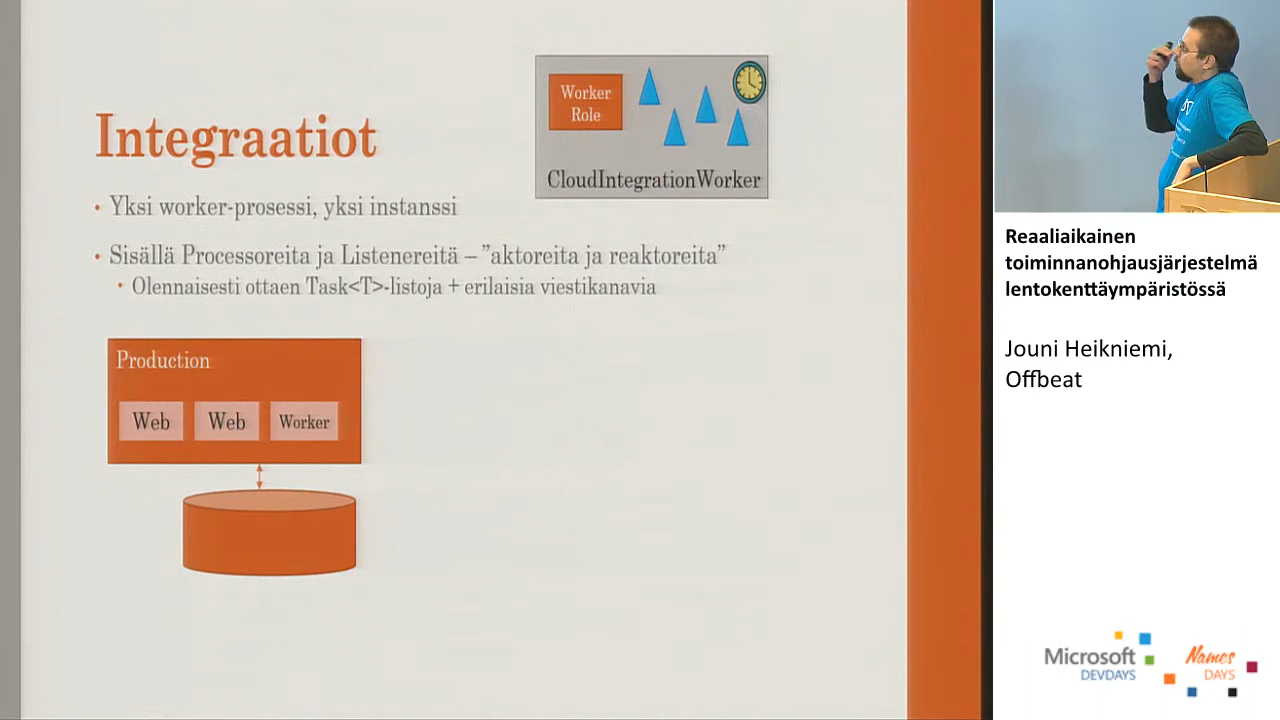 Worker
Role
CloudIntegrationWorker
Integraatiot
• Yksi worker-prosessi, yksi instanssi
• Sisällä Processoreita ja Listenereitä – ”aktoreita ja reaktoreita”
• Olennaisesti ottaen Task<T>-listoja + erilaisia viestikanavia
Production
Web
Web
Worker
Reaaliaikainen
toiminnanohjausjärjestelmä
lentokenttäympäristössä
Jouni Heikniemi,
Offbeat
Microsoft
DEVDAYS
Names
DAYS